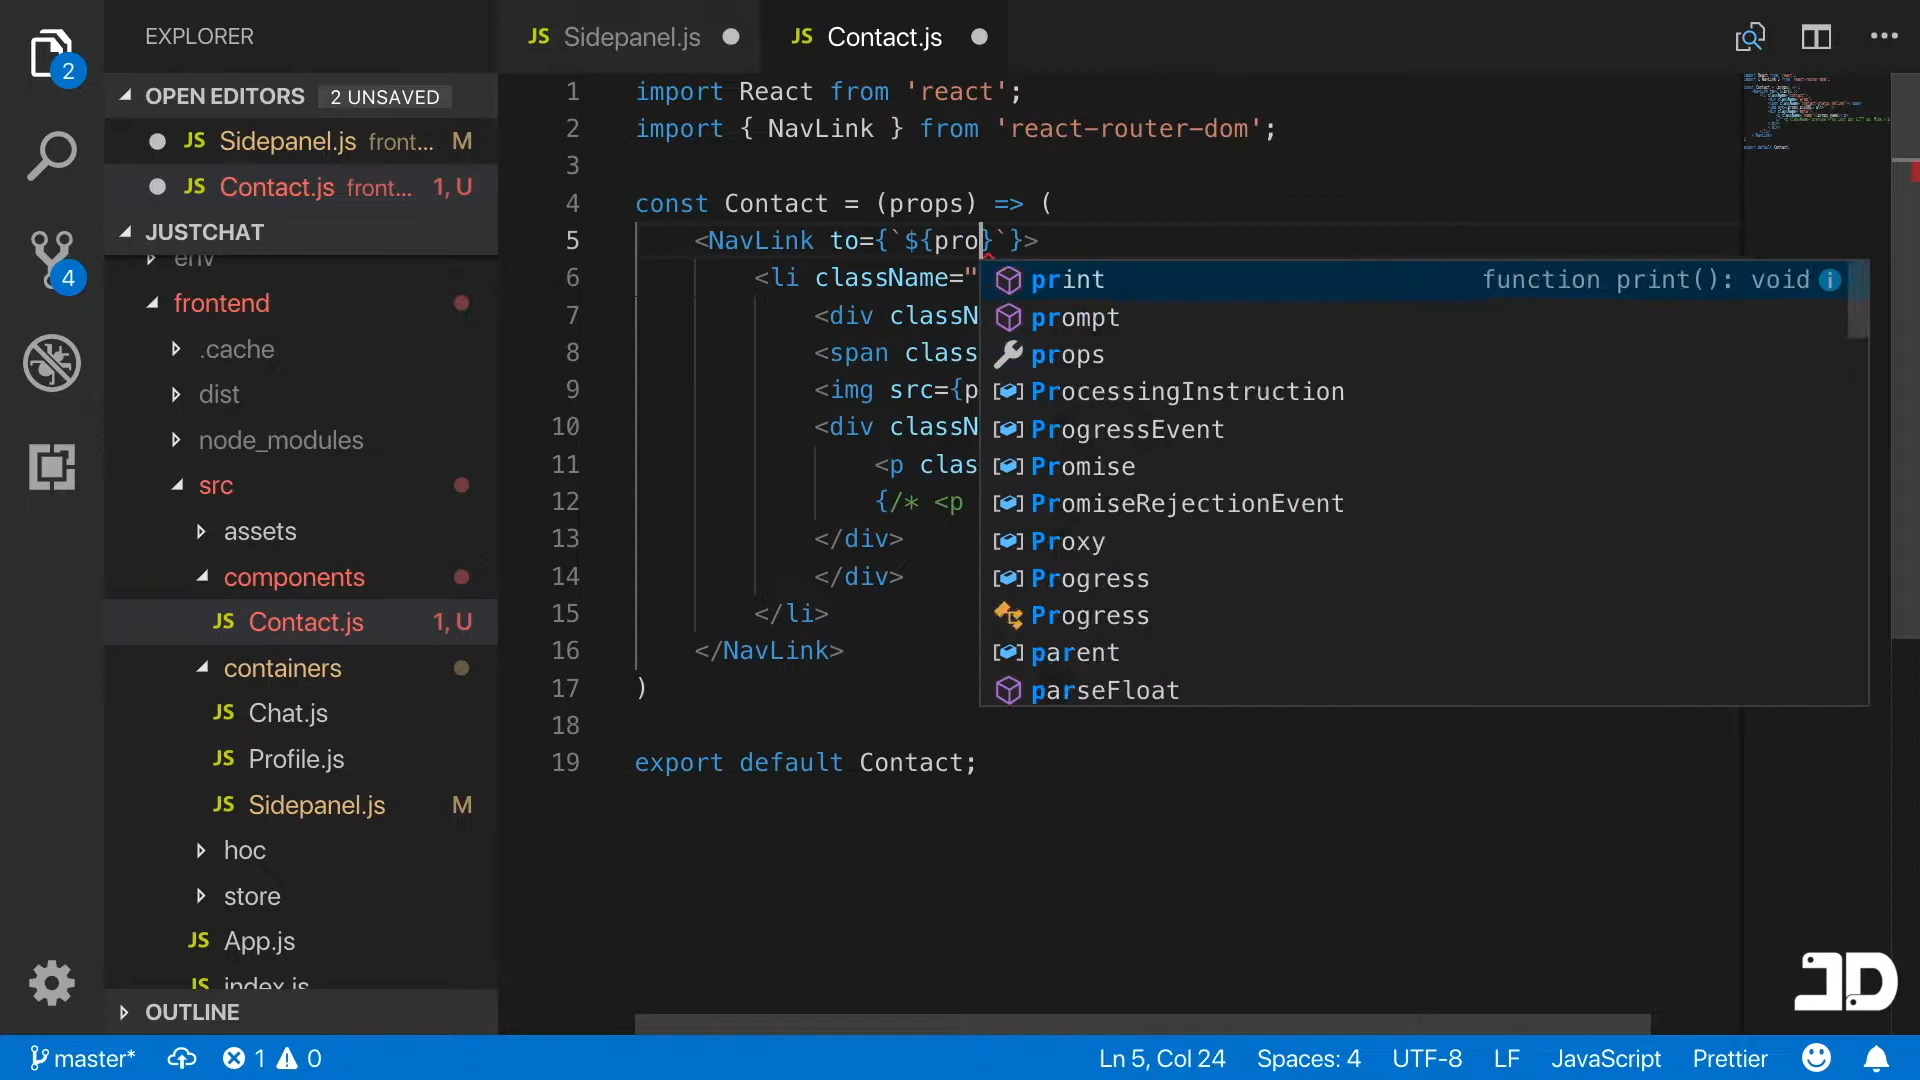 EXPLORER
OPEN EDITORS 2 UNSAVED
JS Sidepanel.js front... M
JS Contact.js front... 1, U
JUSTCHAT
env
frontend
.cache
dist
node_modules
src
assets
components
JS Contact.js 1, U
containers
JS Chat.js
JS Profile.js
JS Sidepanel.js M
hoc
store
JS App.js
JS index.js
OUTLINE
2
4
JS Sidepanel.js
JS Contact.js
1 import React from 'react';
2 import { NavLink } from 'react-router-dom';
3
4 const Contact = (props) => (
5 <NavLink to={`${pro}`}>
6 <li className="
7 <div classN
8 <span class
9 <img src={p
10 <div classN
11 <p clas
12 {/* <p
13 </div>
14 </div>
15 </li>
16 </NavLink>
17 )
18
19 export default Contact;
print function print(): void
prompt
props
ProcessingInstruction
ProgressEvent
Promise
PromiseRejectionEvent
Proxy
Progress
Progress
parent
parseFloat
JD
master* 1 0 Ln 5, Col 24 Spaces: 4 UTF-8 LF JavaScript Prettier